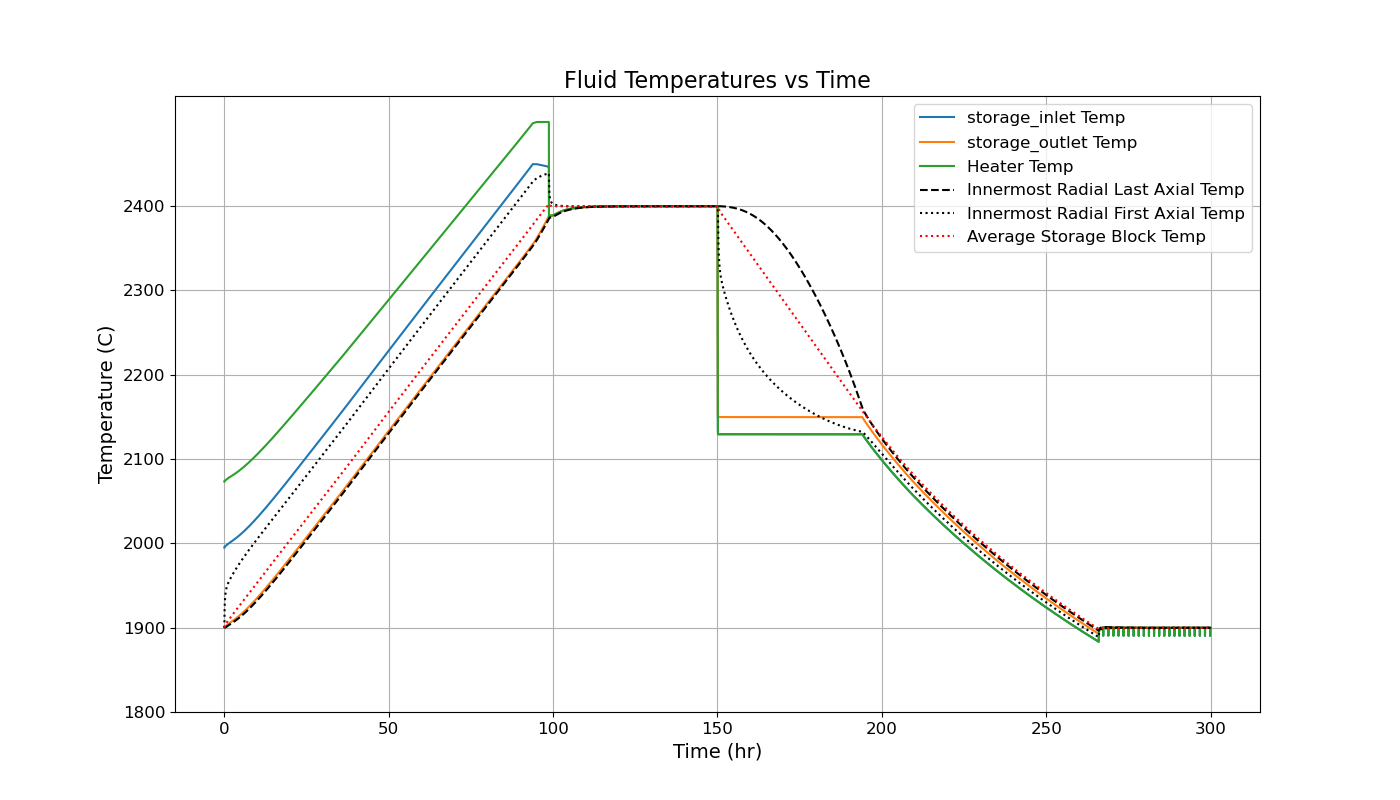 Fluid Temperatures vs Time
storage_inlet Temp
storage_outlet Temp
Heater Temp
Innermost Radial Last Axial Temp
Innermost Radial First Axial Temp
Average Storage Block Temp
Temperature (C)
2400
2300
2200
2100
2000
1900
1800
0 50 100 150 200 250 300
Time (hr)